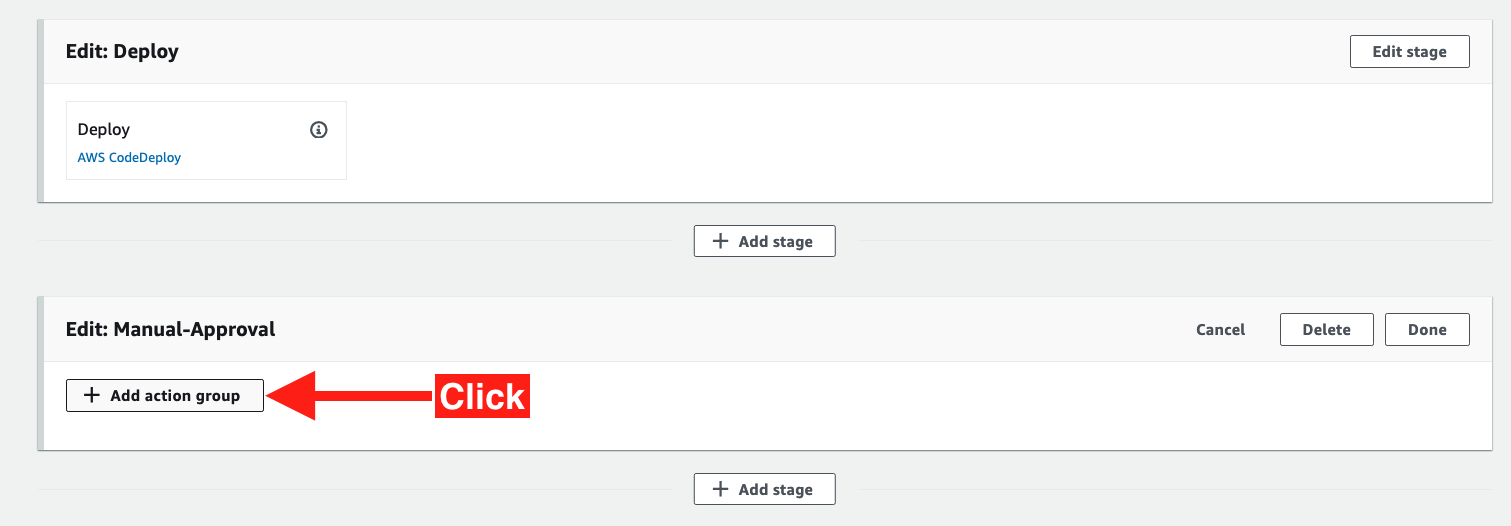 Edit: Deploy
Edit stage
Deploy
AWS CodeDeploy
Add stage
Edit: Manual-Approval
Cancel
Delete
Done
Add action group
Click
Add stage